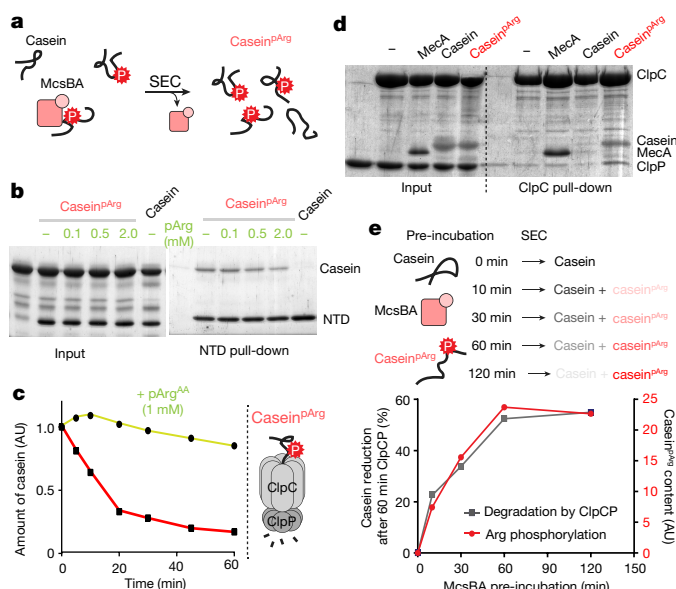 a
Casein
P
McsBA
P
SEC
Casein^pArg
P
P
P
b
Casein^pArg
Casein
– 0.1 0.5 2.0 –
pArg
(mM)
Casein^pArg
Casein
– 0.1 0.5 2.0 –
Casein
NTD
Input
NTD pull-down
c
+ pArg^AA
(1 mM)
Amount of casein (AU)
1.0
0.5
0
0 20 40 60
Time (min)
Casein^pArg
P
ClpC
ClpP
d
– MecA Casein Casein^pArg
– MecA Casein Casein^pArg
ClpC
Casein
MecA
ClpP
Input
ClpC pull-down
e
Pre-incubation SEC
Casein
McsBA
Casein^pArg
P
0 min Casein
10 min Casein + casein^pArg
30 min Casein + casein^pArg
60 min Casein + casein^pArg
120 min Casein + casein^pArg
Casein reduction
after 60 min ClpCP (%)
60
40
20
0
25
20
15
10
5
0
Casein^pArg
content (AU)
Degradation by ClpCP
Arg phosphorylation
0 30 60 90 120 150
McsBA pre-incubation (min)